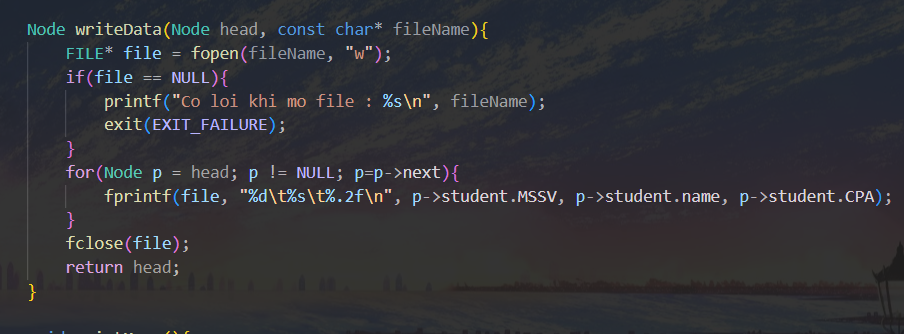 Node writeData(Node head, const char* fileName){
FILE* file = fopen(fileName, "w");
if(file == NULL){
printf("Co loi khi mo file : %s\n", fileName);
exit(EXIT_FAILURE);
}
for(Node p = head; p != NULL; p=p->next){
fprintf(file, "%d\t%s\t%.2f\n", p->student.MSSV, p->student.name, p->student.CPA);
}
fclose(file);
return head;
}